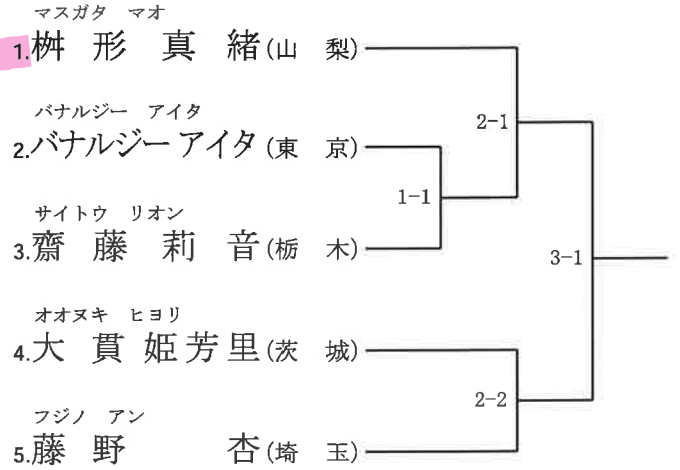 マスガタ マオ
1.桝形真緒(山梨)
2-1
バナルジー アイタ
2.バナルジーアイタ(東京)
1-1
サイトウ リオン
3.齋藤莉音(栃木)
3-1
オオヌキ ヒヨリ
4.大貫姫芳里(茨城)
2-2
フジノ アン
5.藤野杏(埼玉)